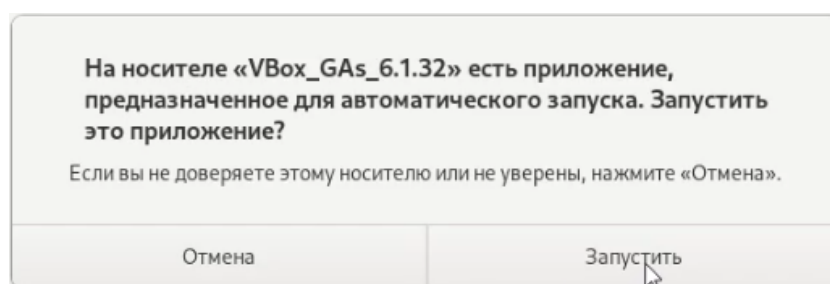 На носителе «VBox_GAs_6.1.32» есть приложение,
предназначенное для автоматического запуска. Запустить
это приложение?
Если вы не доверяете этому носителю или не уверены, нажмите «Отмена».
Отмена
Запустить